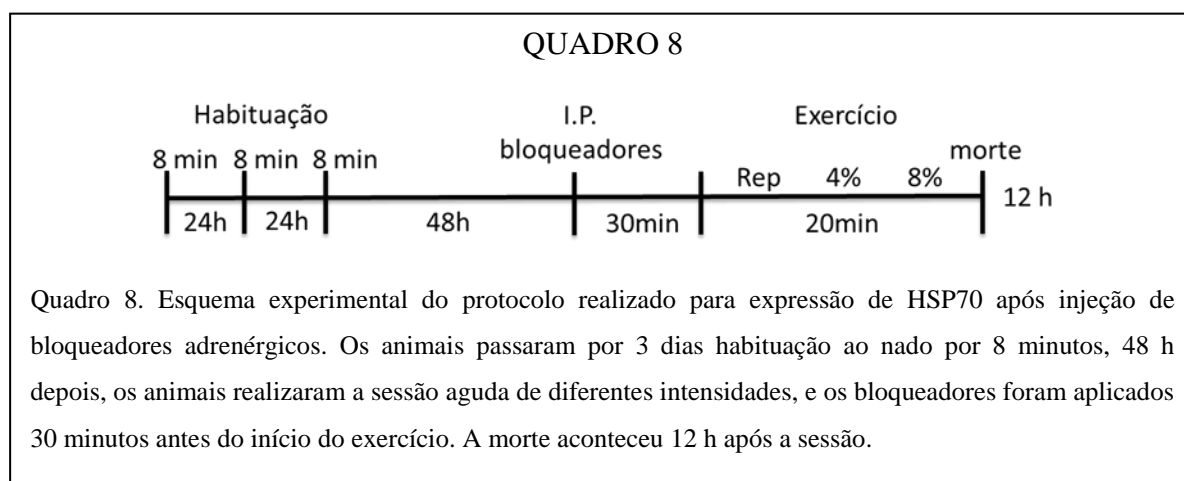 QUADRO 8
Habituação
I.P.
bloqueadores
Exercício
8 min 8 min 8 min
Rep 4% 8%
morte
24h 24h 48h 30min 20min
12 h
Quadro 8. Esquema experimental do protocolo realizado para expressão de HSP70 após injeção de
bloqueadores adrenérgicos. Os animais passaram por 3 dias habituação ao nado por 8 minutos, 48 h
depois, os animais realizaram a sessão aguda de diferentes intensidades, e os bloqueadores foram aplicados
30 minutos antes do início do exercício. A morte aconteceu 12 h após a sessão.